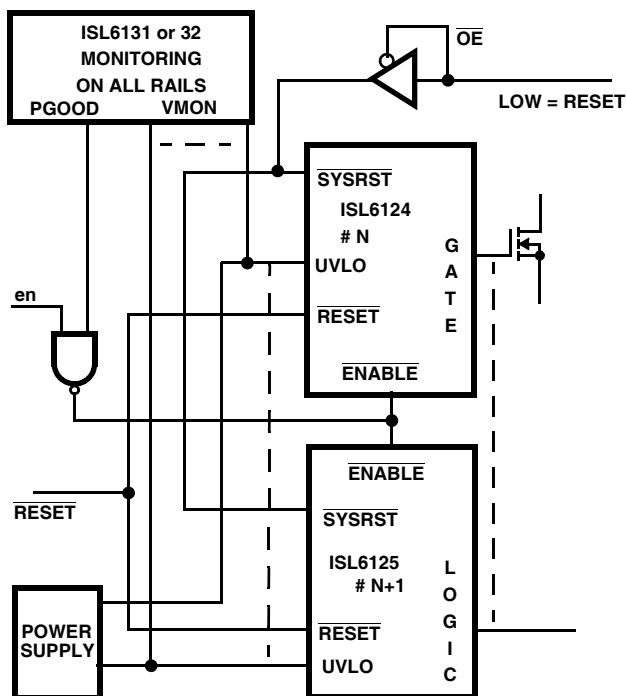 ISL6131 or 32
MONITORING
ON ALL RAILS
PGOOD VMON
OE
LOW = RESET
SYSRST
ISL6124
# N
UVLO
RESET
ENABLE
G
A
T
E
en
RESET
ENABLE
SYSRST
ISL6125
# N+1
RESET
UVLO
L
O
G
I
C
POWER
SUPPLY